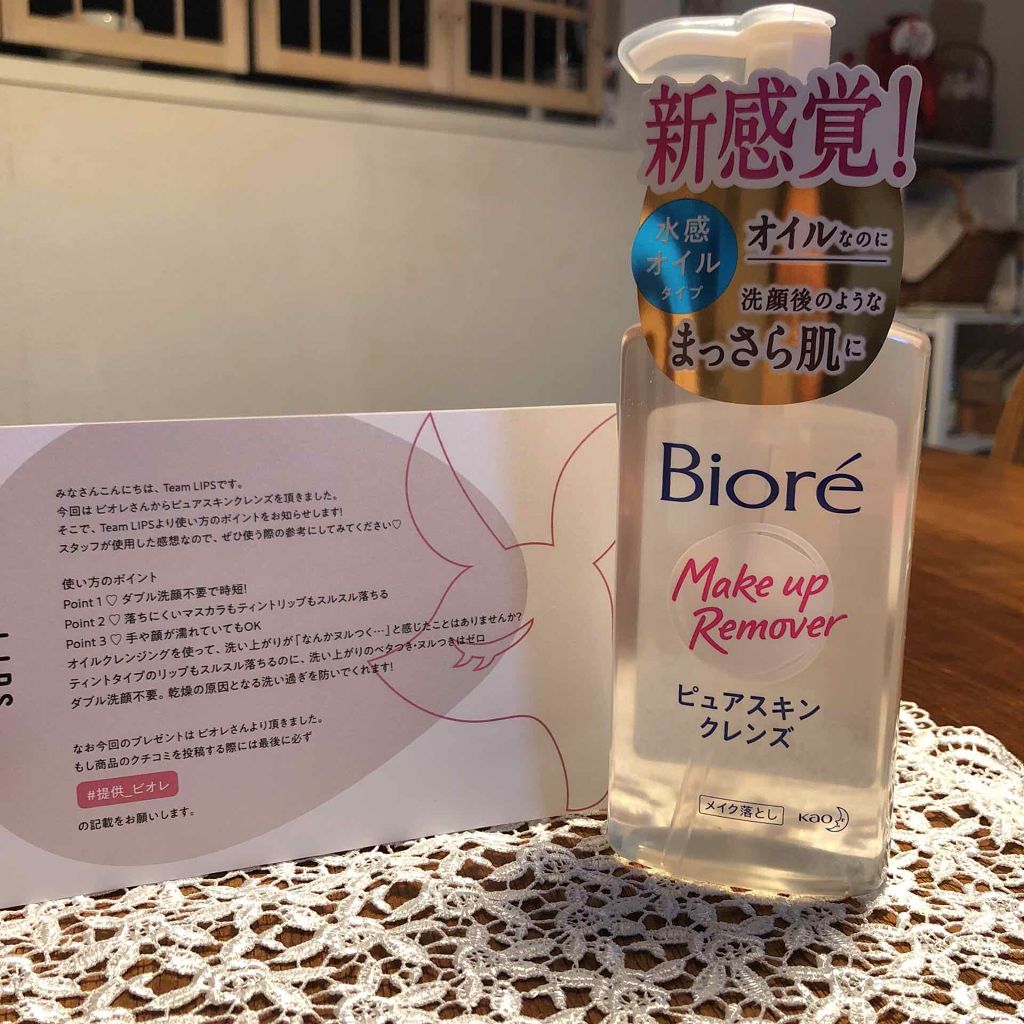 みなさんこんにちは、Team LIPSです。
今回は ビオレさんからピュアスキンクレンズを頂きました。
そこで、Team LIPSより使い方のポイントをお知らせします!
スタッフが使用した感想なので、ぜひ使う際の参考にしてみてください♡
使い方のポイント
Point 1 ♡ ダブル洗顔不要で時短!
Point 2 ♡ 落ちにくいマスカラもティントリップもスルスル落ちる
Point 3 ♡ 手や顔が濡れていてもOK
オイルクレンジングを使って、洗い上がりが「なんかヌルつく…」と感じたことはありませんか?
ティントタイプのリップもスルスル落ちるのに、洗い上がりのベタつき・ヌルつきはゼロ
ダブル洗顔不要。乾燥の原因となる洗い過ぎを防いでくれます!
なお今回のプレゼントは ビオレさんより頂きました。
もし商品のクチコミを投稿する際には最後に必ず
#提供_ビオレ
の記載をお願いします。
新感覚!
水感
オイル
タイプ
オイルなのに
洗顔後のような
まっさら肌に
Bioré
Make up
Remover
ピュアスキン
クレンズ
メイク落とし
Kao